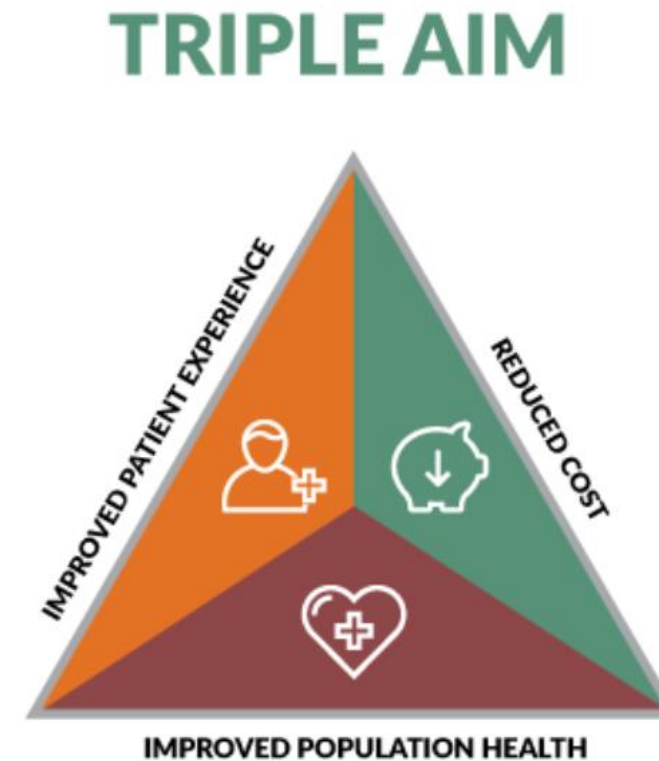 TRIPLE AIM
IMPROVED PATIENT EXPERIENCE
REDUCED COST
IMPROVED POPULATION HEALTH